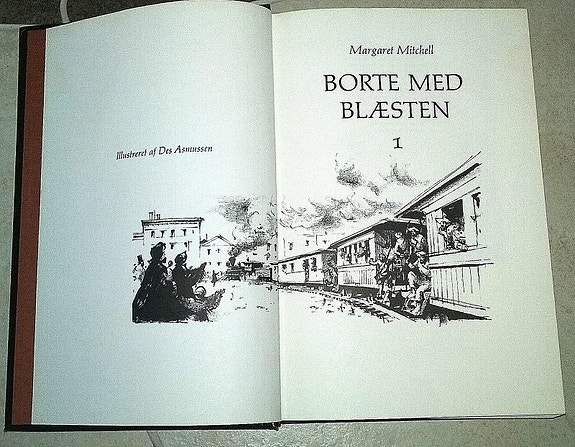 Illustreret af Des Asmussen
Margaret Mitchell
BORTE MED
BLÆSTEN
1